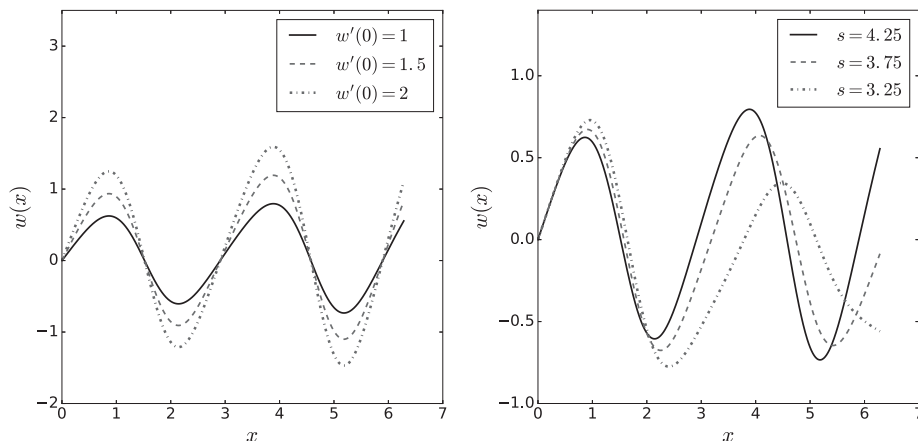 w'(0) = 1
w'(0) = 1.5
w'(0) = 2
3
2
1
0
−1
−2
w(x)
0 1 2 3 4 5 6 7
x
s = 4.25
s = 3.75
s = 3.25
1.0
0.5
0.0
−0.5
−1.0
w(x)
0 1 2 3 4 5 6 7
x